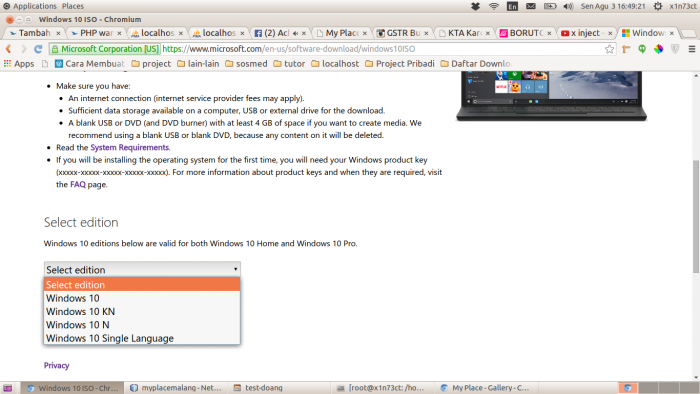 Applications Places
En
Sen Agu 3 16:49:21
x1n73ct
Windows 10 ISO - Chromium
Tambah
PHP war
localhos
localhos
(2) Acl
My Place
GSTR Bu
KTA Kar
BORUTO
x inject -
Window
Microsoft Corporation [US] https://www.microsoft.com/en-us/software-download/windows10ISO
Apps
Cara Membuat
project
lain-lain
sosmed
tutor
localhost
Project Pribadi
Daftar Downlo
Make sure you have:
An internet connection (internet service provider fees may apply).
Sufficient data storage available on a computer, USB or external drive for the download.
A blank USB or DVD (and DVD burner) with at least 4 GB of space if you want to create media. We
recommend using a blank USB or blank DVD, because any content on it will be deleted.
Read the System Requirements.
If you will be installing the operating system for the first time, you will need your Windows product key
(xxxxx-xxxxx-xxxxx-xxxxx-xxxxx). For more information about product keys and when they are required, visit
the FAQ page.
Select edition
Windows 10 editions below are valid for both Windows 10 Home and Windows 10 Pro.
Select edition
Select edition
Windows 10
Windows 10 KN
Windows 10 N
Windows 10 Single Language
Privacy
Windows 10 ISO - Chr...
myplacemalang - Net...
test-doang
[root@x1n73ct: /ho...
My Place - Gallery - C...